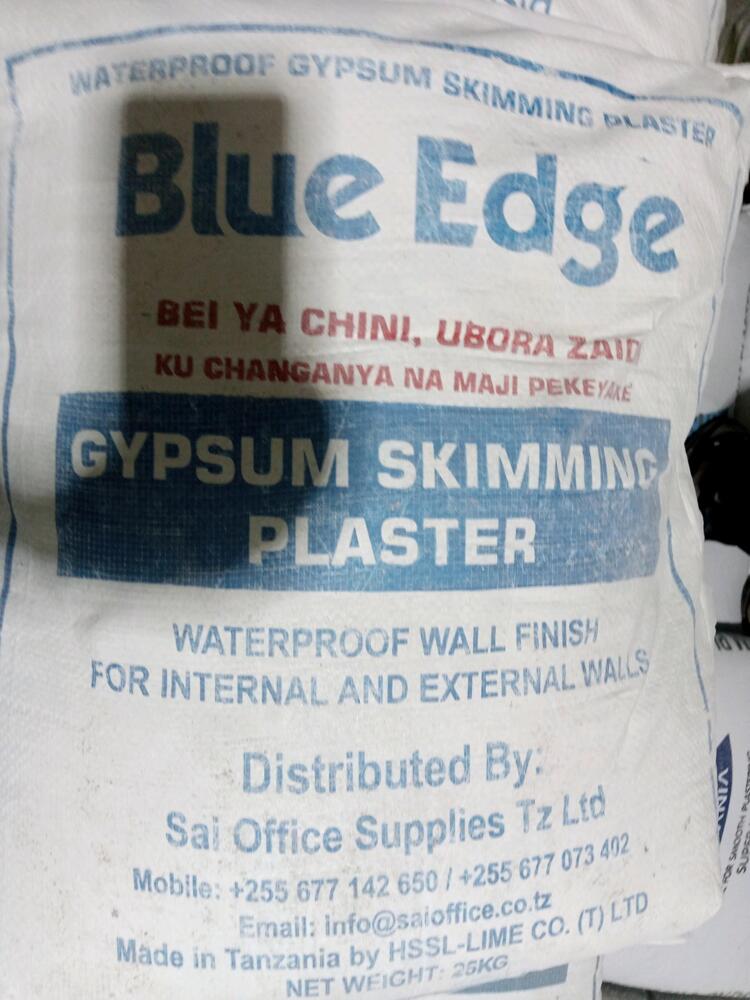 WATERPROOF GYPSUM SKIMMING PLASTER
Blue Edge
BEI YA CHINI, UBORA ZAIDI
KU CHANGANYA NA MAJI PEKEYAKE
GYPSUM SKIMMING
PLASTER
WATERPROOF WALL FINISH
FOR INTERNAL AND EXTERNAL WALLS
Distributed By:
Sai Office Supplies Tz Ltd
Mobile: +255 677 142 650 / +255 677 073 402
Email: info@saioffice.co.tz
Made in Tanzania by HSSL-LIME CO. (T) LTD
NET WEIGHT: 25KG
FOR SMOOTH